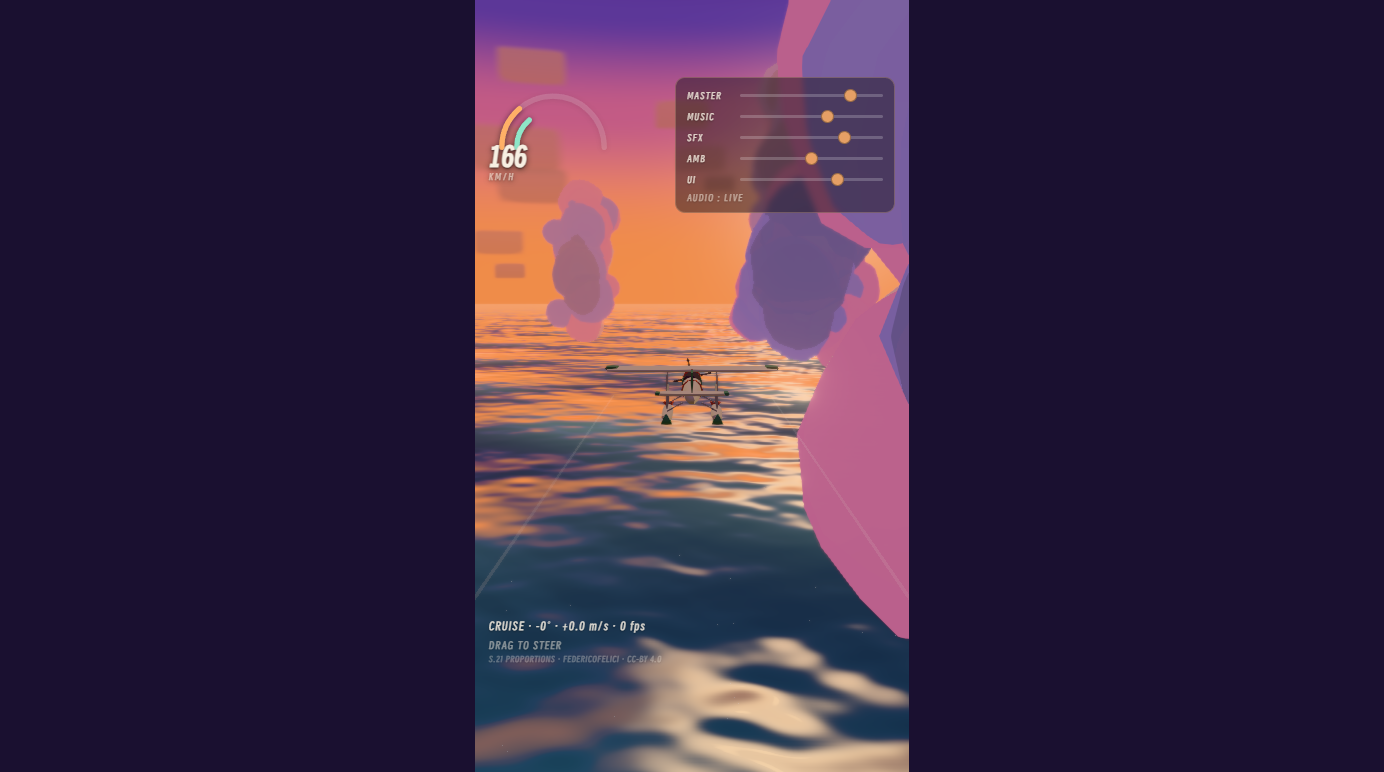 MASTER
MUSIC
SFX
AMB
UI
AUDIO : LIVE
166
KM/H
CRUISE · -0° · +0.0 m/s · 0 fps
DRAG TO STEER
S.21 PROPORTIONS · FEDERICOFELICI · CC-BY 4.0